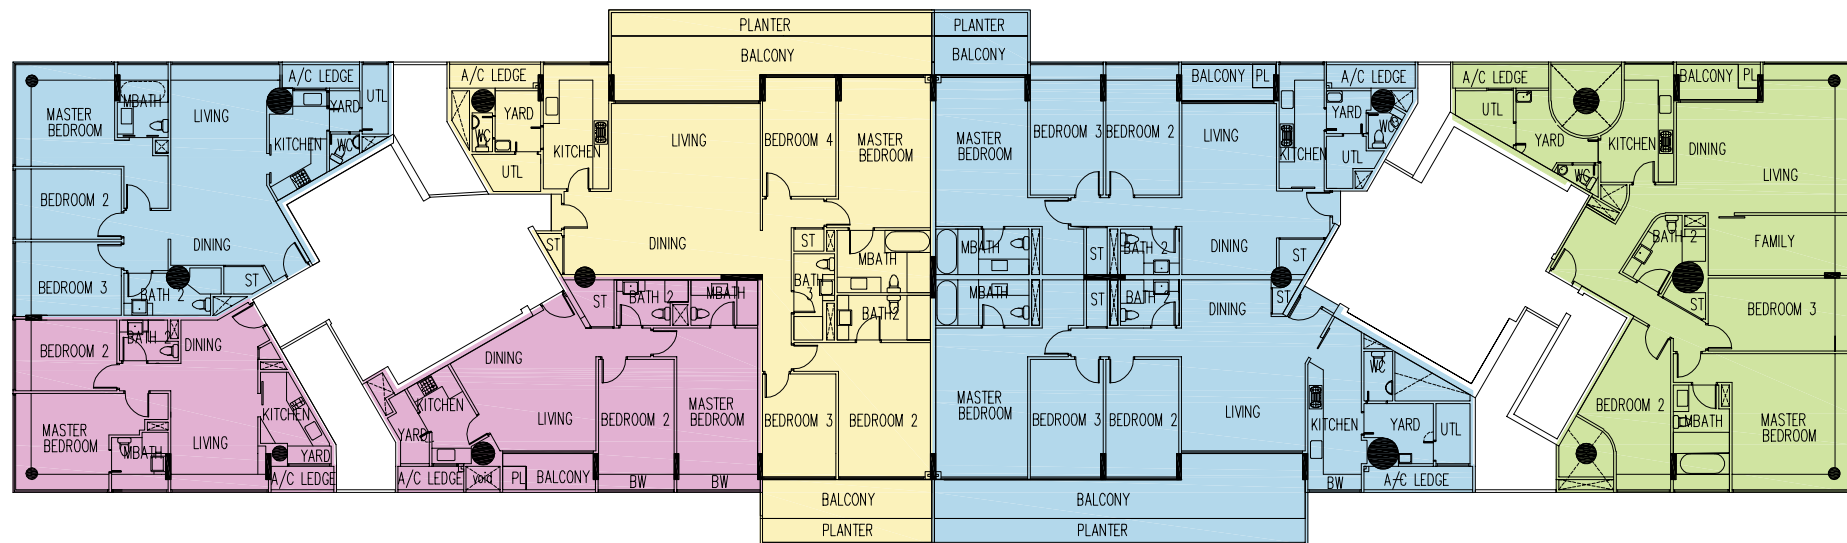 PLANTER
PLANTER
BALCONY
BALCONY
A/C LEDGE
A/C LEDGE
BALCONY
PL
A/C LEDGE
A/C LEDGE
BALCONY
PL
MASTER
BEDROOM
MBATH
LIVING
YARD
UTL
KITCHEN
WC
BEDROOM 2
DINING
BEDROOM 3
BATH 2
ST
YARD
WC
UTL
KITCHEN
LIVING
BEDROOM 4
MASTER
BEDROOM
DINING
ST
ST
MBATH
BATH
3
BATH2
BEDROOM 3
BEDROOM 2
BALCONY
PLANTER
MASTER
BEDROOM
BEDROOM 3
BEDROOM 2
LIVING
KITCHEN
YARD
WC
UTL
MBATH
ST
BATH 2
DINING
ST
UTL
YARD
KITCHEN
WC
DINING
LIVING
FAMILY
BATH 2
ST
BEDROOM 3
BEDROOM 2
MBATH
MASTER
BEDROOM
BATH 2
DINING
BEDROOM 2
KITCHEN
MASTER
BEDROOM
MBATH
LIVING
YARD
A/C LEDGE
ST
BATH 2
MBATH
DINING
KITCHEN
YARD
LIVING
BEDROOM 2
MASTER
BEDROOM
A/C LEDGE
void
PL
BALCONY
BW
BW
MBATH
ST
BATH 2
DINING
ST
MASTER
BEDROOM
BEDROOM 3
BEDROOM 2
LIVING
KITCHEN
WC
YARD
UTL
BW
A/C LEDGE
BALCONY
PLANTER